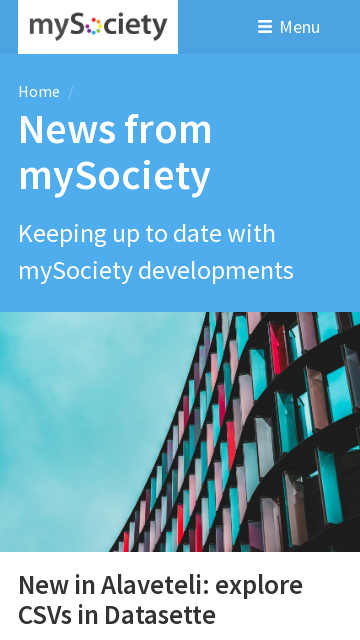 mySociety
Menu
Home /
News from
mySociety
Keeping up to date with
mySociety developments
New in Alaveteli: explore
CSVs in Datasette